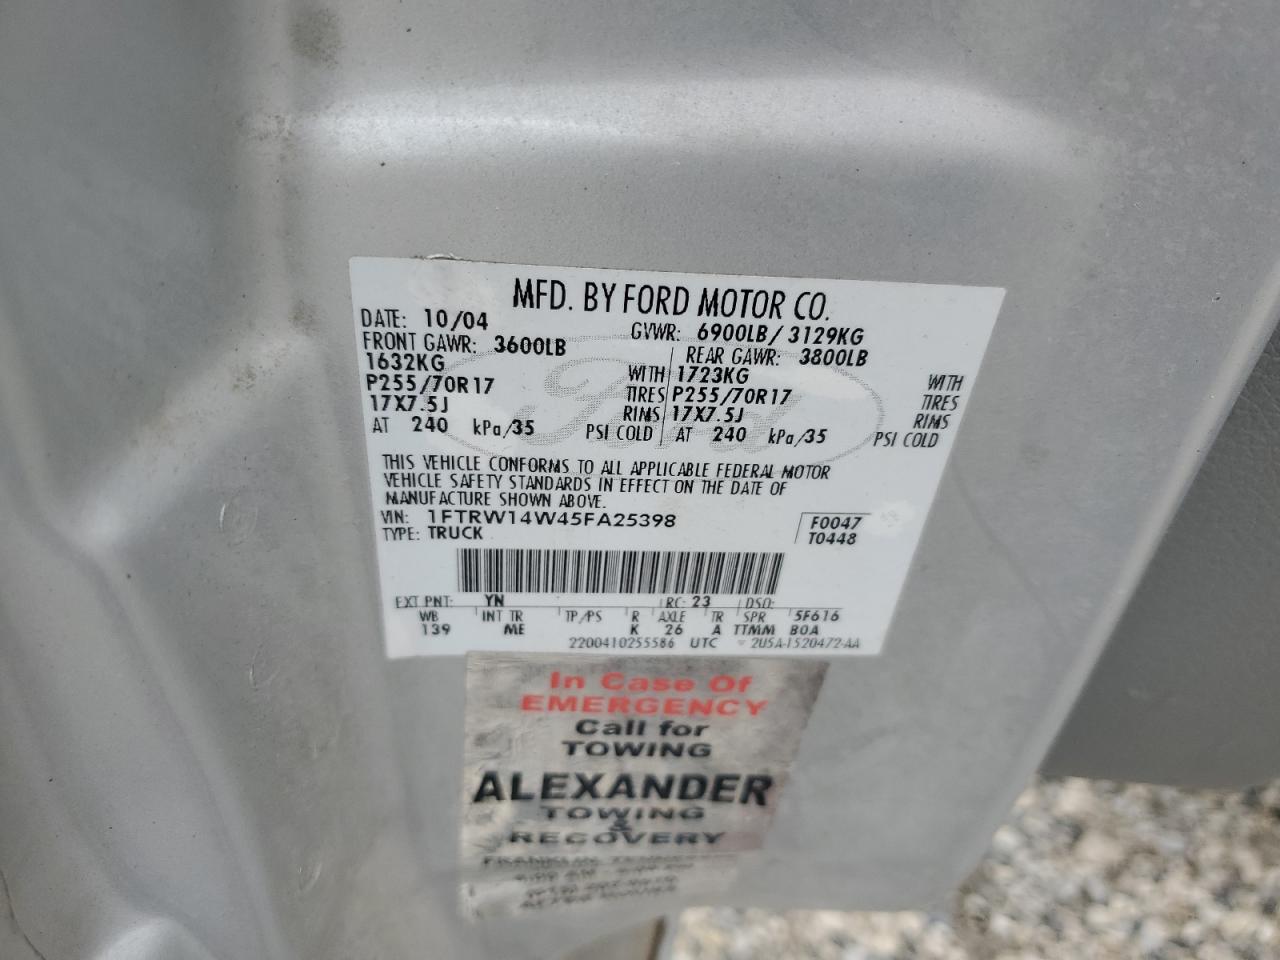 MFD. BY FORD MOTOR CO.
DATE: 10/04 GVWR: 6900LB/ 3129KG
FRONT GAWR: 3600LB REAR GAWR: 3800LB
1632KG WITH 1723KG WITH
P255/70R17 TIRES P255/70R17 TIRES
17X7.5J RIMS 17X7.5J RIMS
AT 240 kPa/35 PSI COLD AT 240 kPa/35 PSI COLD
Ford
THIS VEHICLE CONFORMS TO ALL APPLICABLE FEDERAL MOTOR
VEHICLE SAFETY STANDARDS IN EFFECT ON THE DATE OF
MANUFACTURE SHOWN ABOVE.
VIN: 1FTRW14W45FA25398 F0047
TYPE: TRUCK T0448
EXT PNT: YN RC: 23 DSO:
WB INT TR TP/PS R AXLE TR SPR 5F616
139 ME K 26 A TTMM BOA
2200410255586 UTC 2U5A-1520472-AA
In Case Of
EMERGENCY
Call for
TOWING
ALEXANDER
TOWING
&
RECOVERY